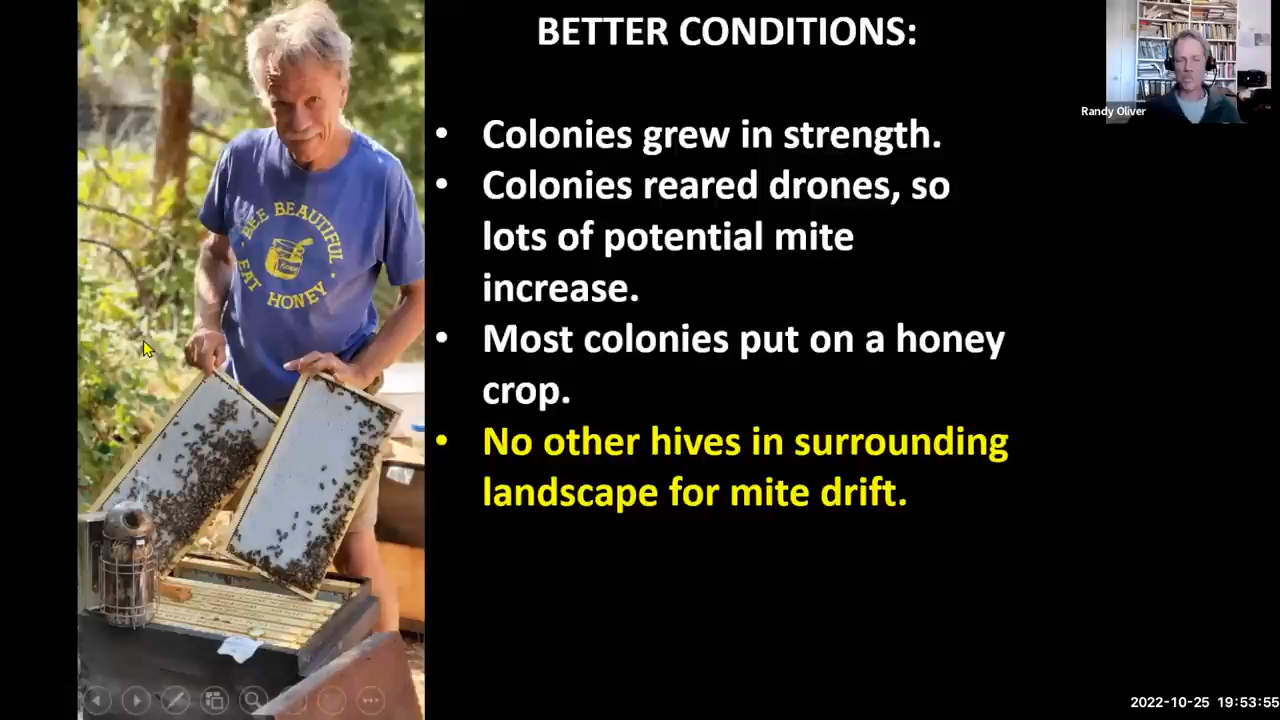 BETTER CONDITIONS:
Randy Oliver
• Colonies grew in strength.
• Colonies reared drones, so
lots of potential mite
increase.
• Most colonies put on a honey
crop.
• No other hives in surrounding
landscape for mite drift.
BEE BEAUTIFUL
EAT HONEY
2022-10-25 19:53:55